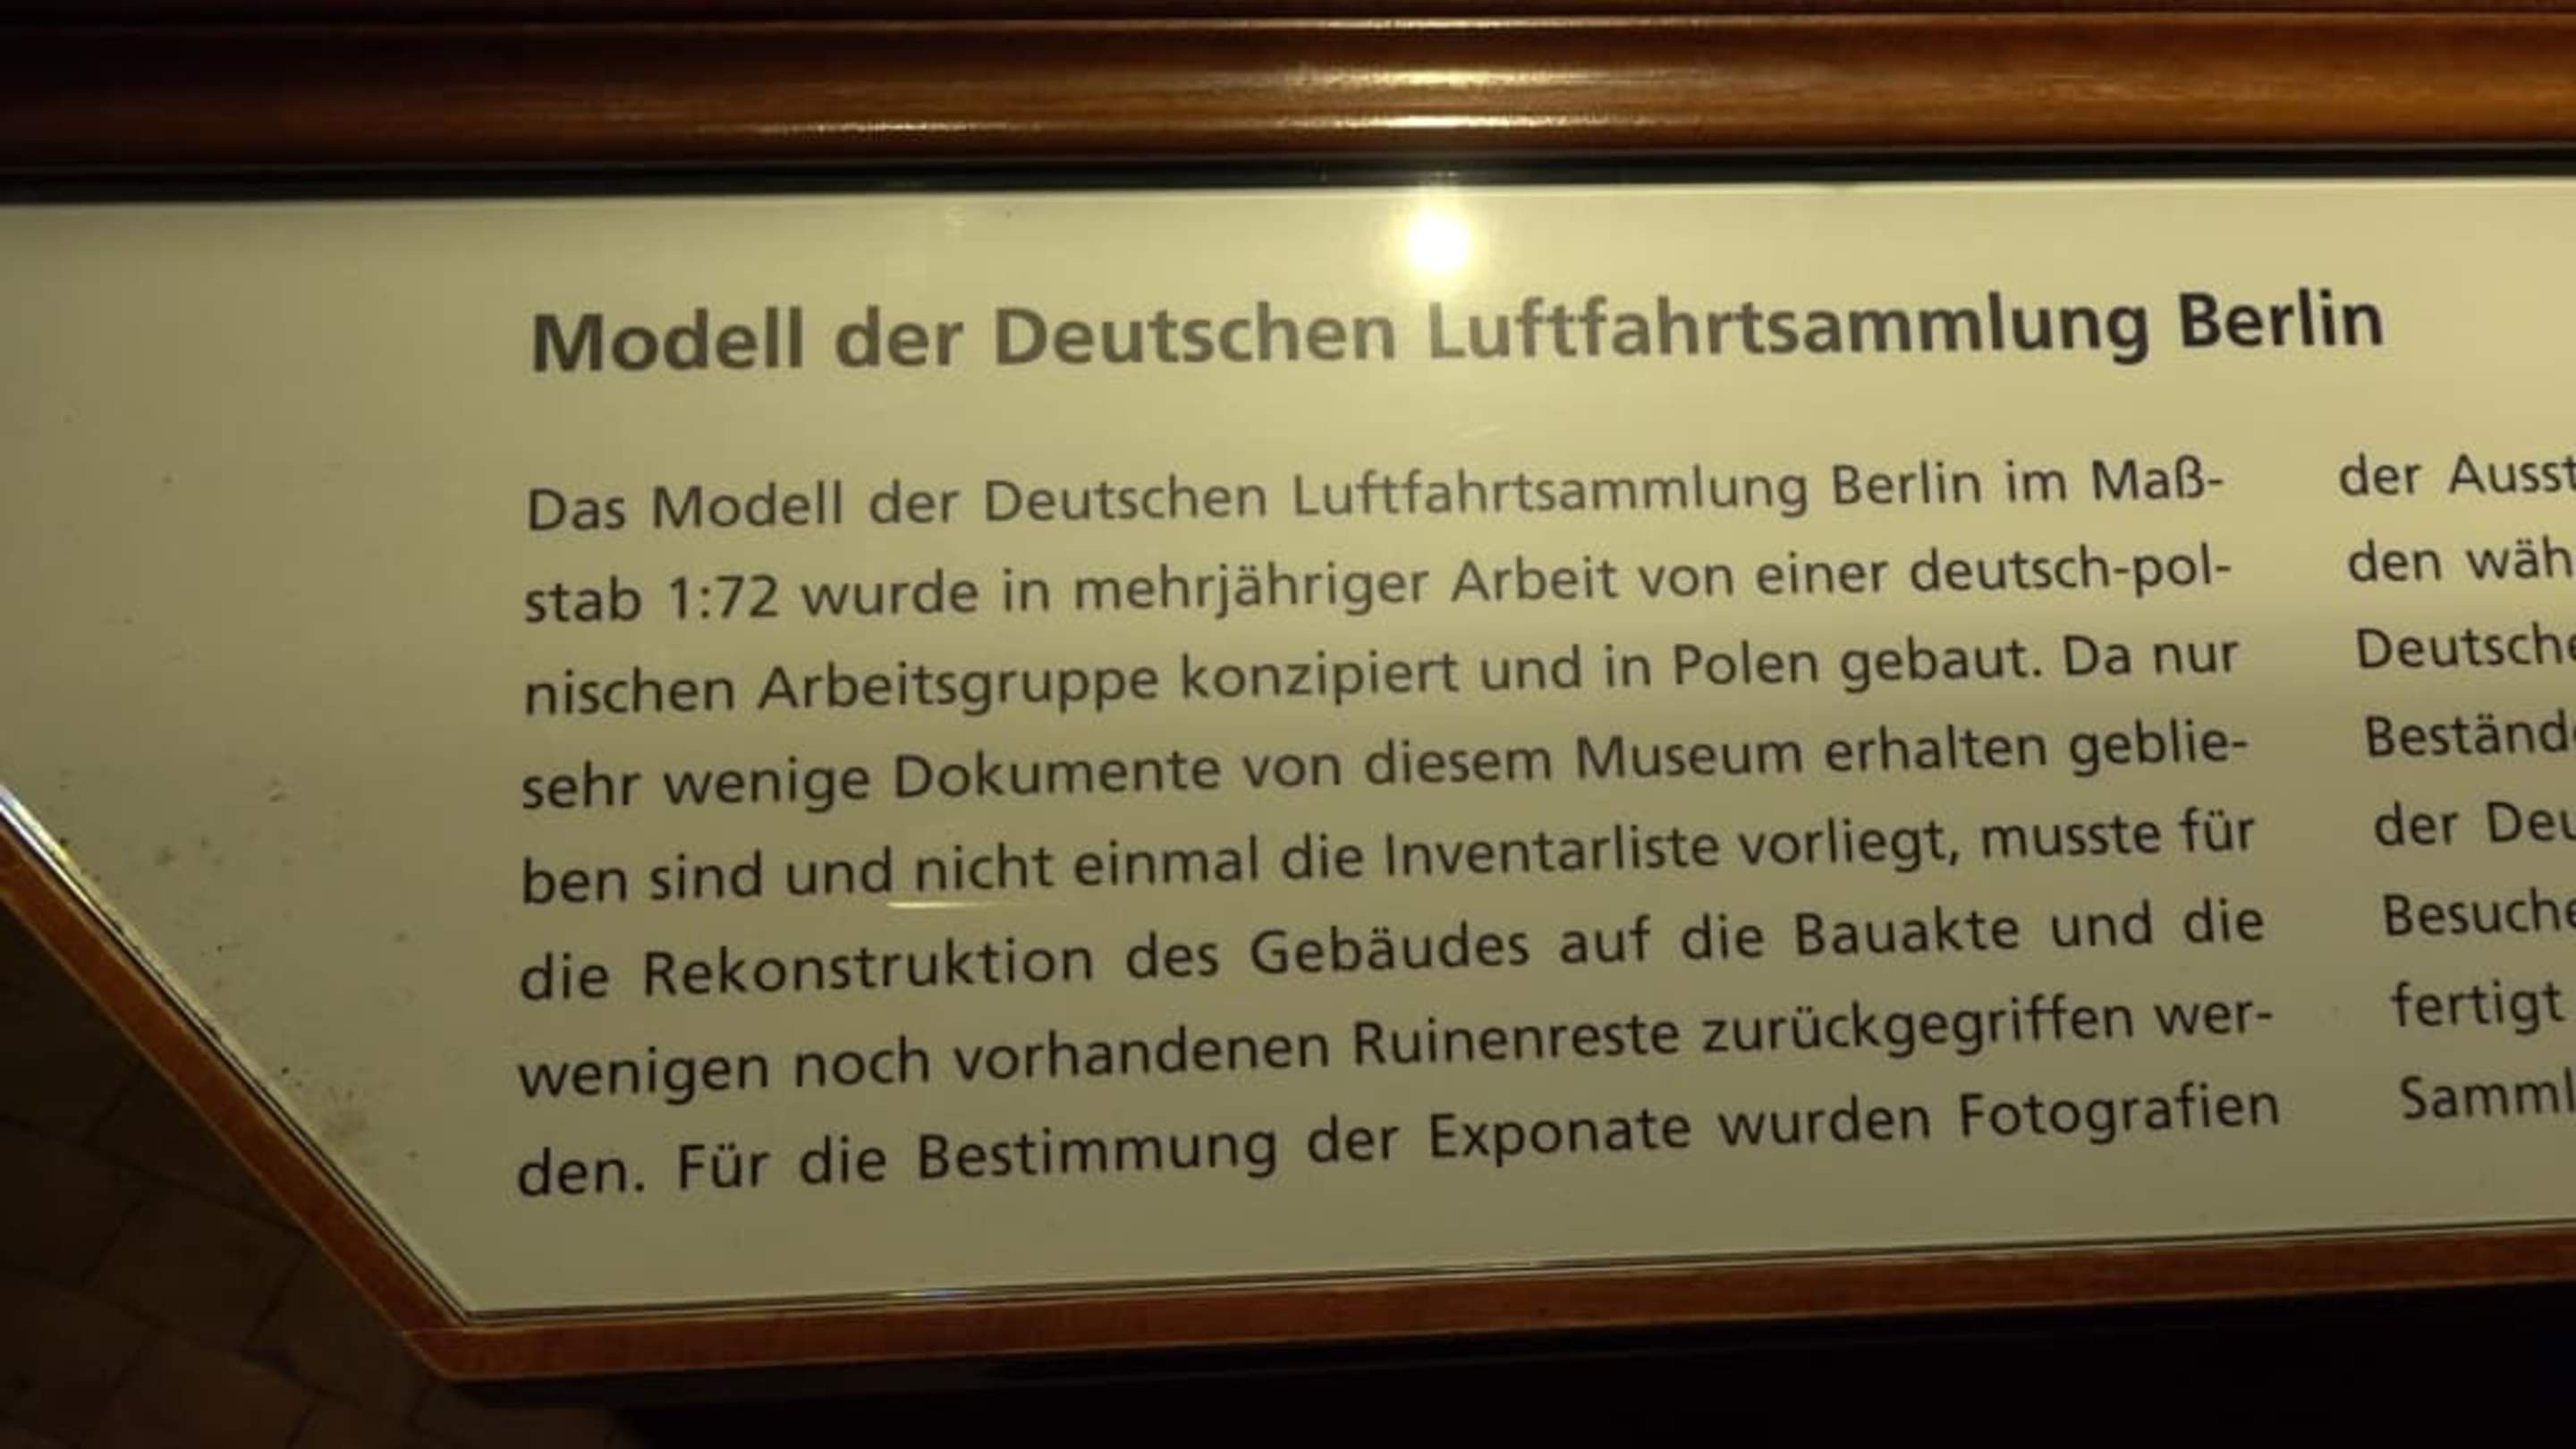 Modell der Deutschen Luftfahrtsammlung Berlin
Das Modell der Deutschen Luftfahrtsammlung Berlin im Maß-
stab 1:72 wurde in mehrjähriger Arbeit von einer deutsch-pol-
nischen Arbeitsgruppe konzipiert und in Polen gebaut. Da nur
sehr wenige Dokumente von diesem Museum erhalten geblie-
ben sind und nicht einmal die Inventarliste vorliegt, musste für
die Rekonstruktion des Gebäudes auf die Bauakte und die
wenigen noch vorhandenen Ruinenreste zurückgegriffen wer-
den. Für die Bestimmung der Exponate wurden Fotografien
der
den
der
fertigt